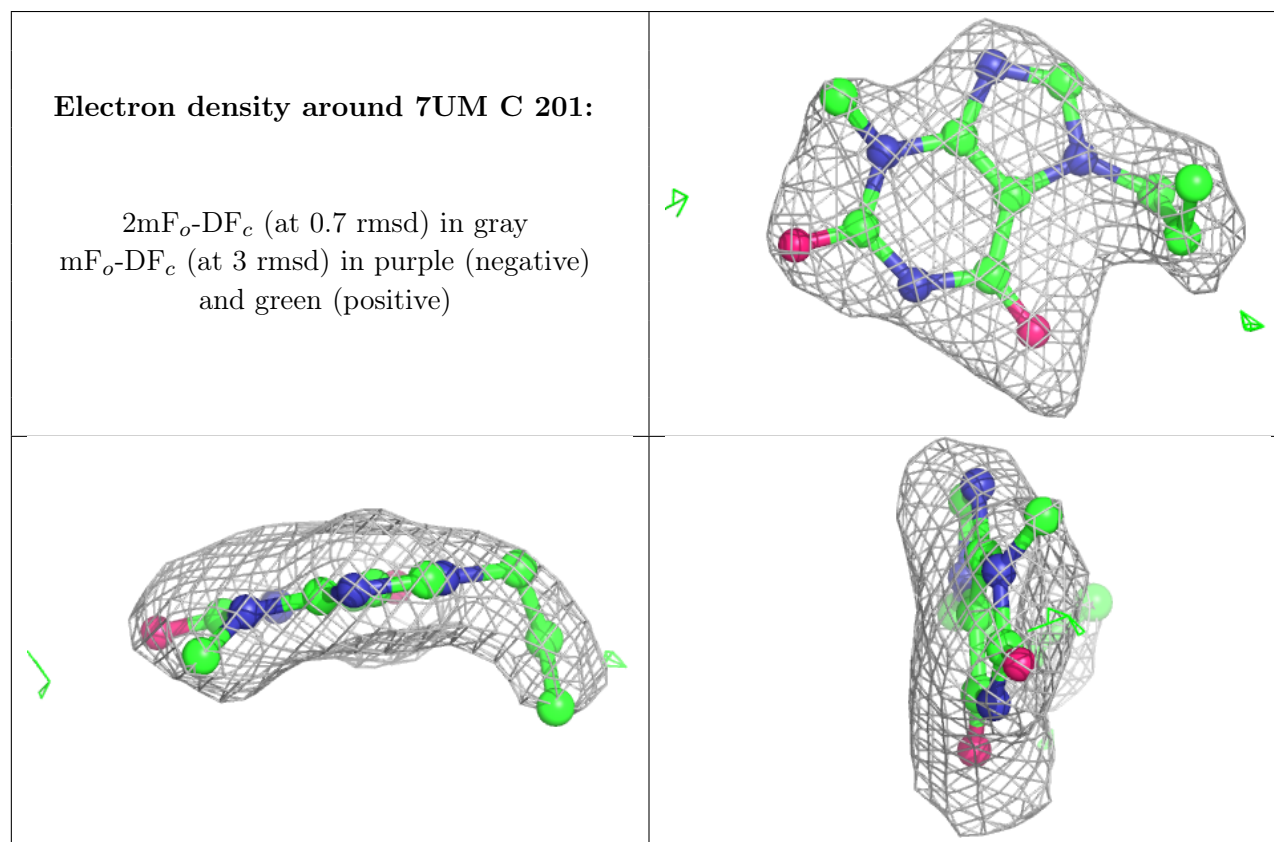 Electron density around 7UM C 201:
2mFo-DFc (at 0.7 rmsd) in gray
mFo-DFc (at 3 rmsd) in purple (negative)
and green (positive)